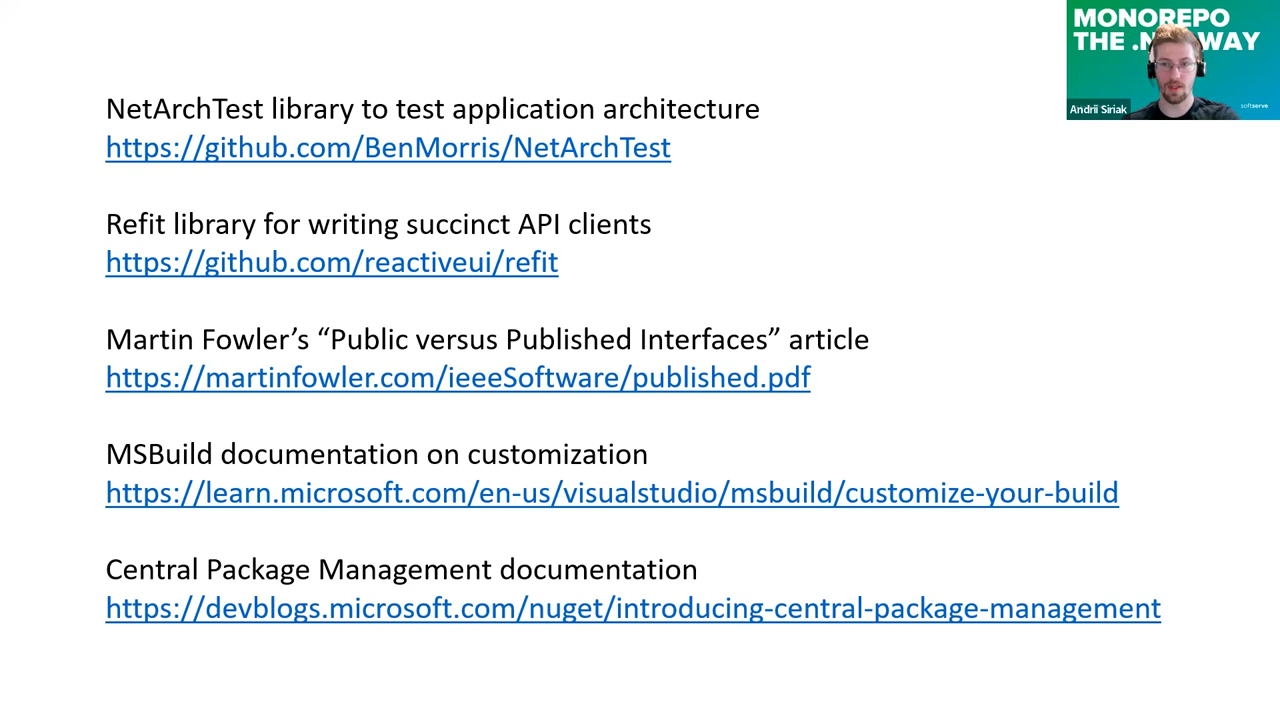 MONOREPO
THE .N WAY
Andrii Siriak
softserve
NetArchTest library to test application architecture
https://github.com/BenMorris/NetArchTest
Refit library for writing succinct API clients
https://github.com/reactiveui/refit
Martin Fowler’s “Public versus Published Interfaces” article
https://martinfowler.com/ieeeSoftware/published.pdf
MSBuild documentation on customization
https://learn.microsoft.com/en-us/visualstudio/msbuild/customize-your-build
Central Package Management documentation
https://devblogs.microsoft.com/nuget/introducing-central-package-management